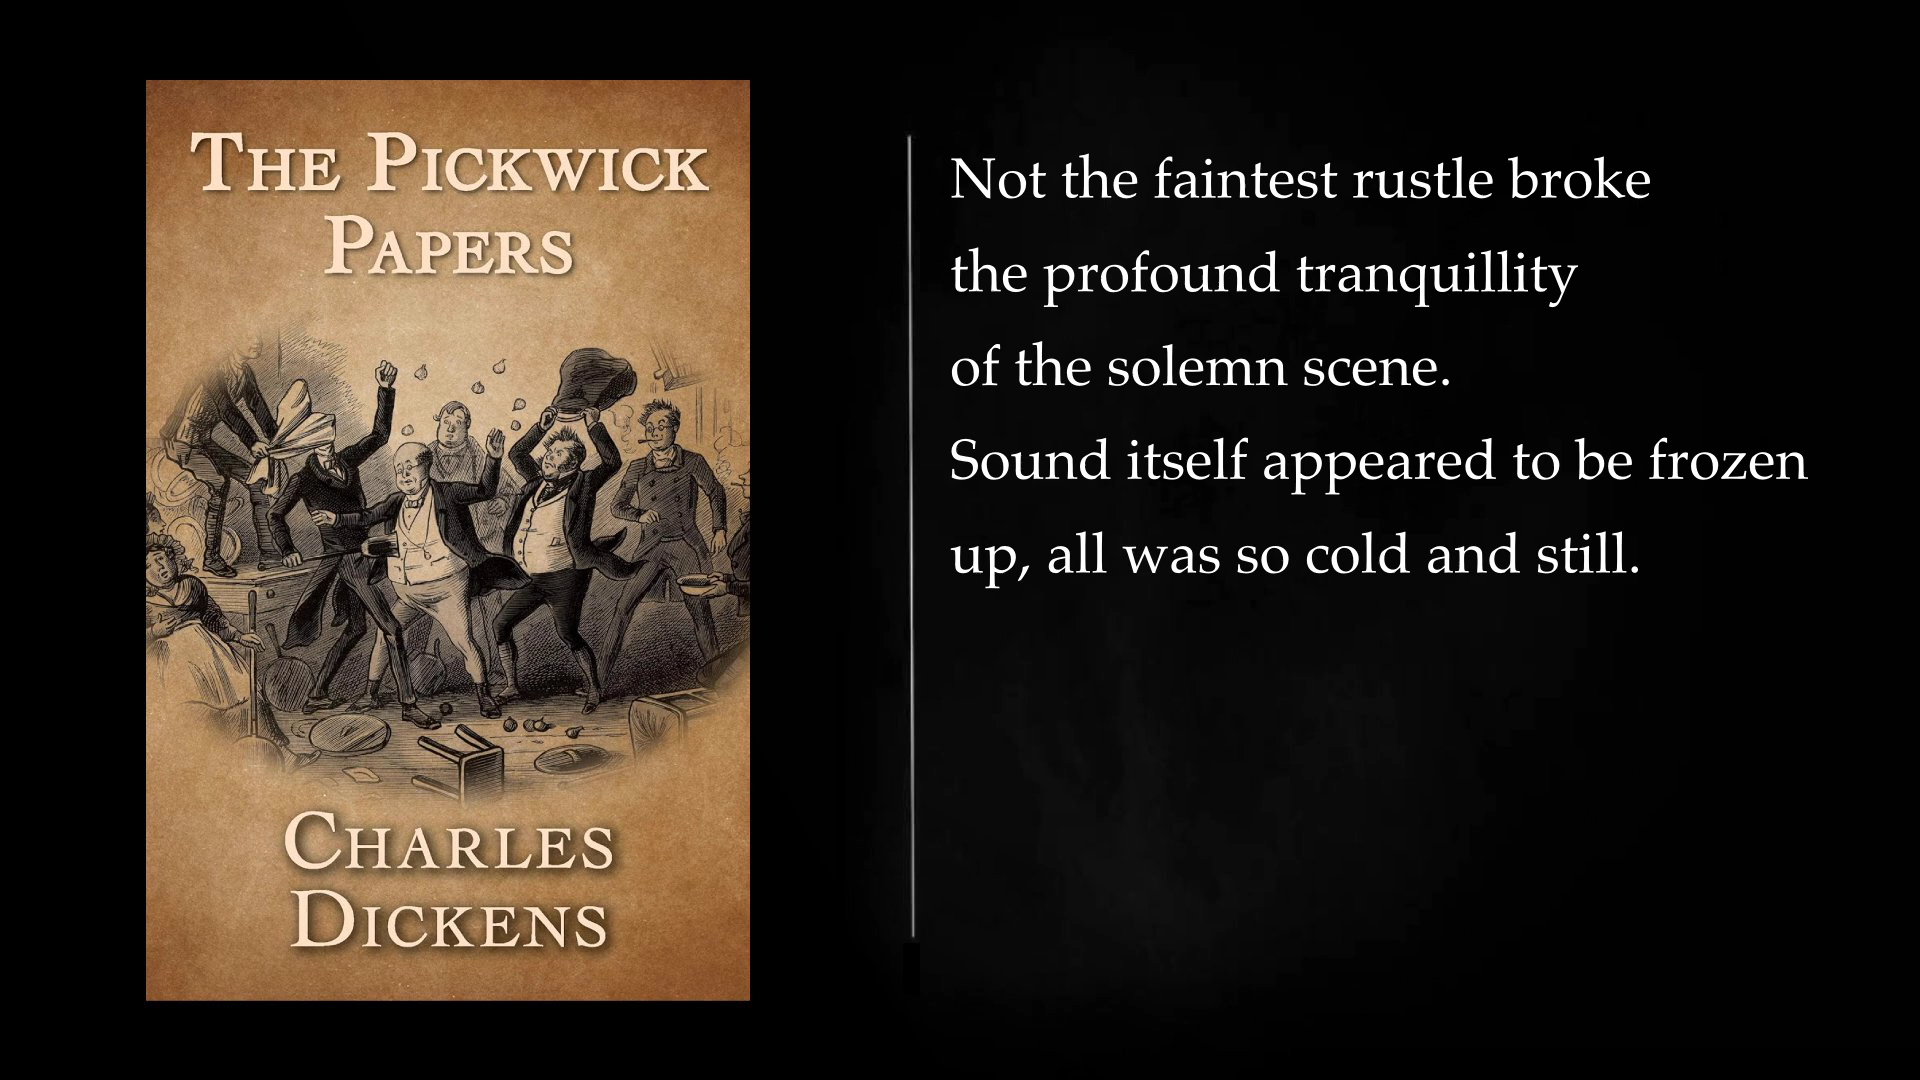 The Pickwick
Papers
Charles
Dickens
Not the faintest rustle broke
the profound tranquillity
of the solemn scene.
Sound itself appeared to be frozen
up, all was so cold and still.